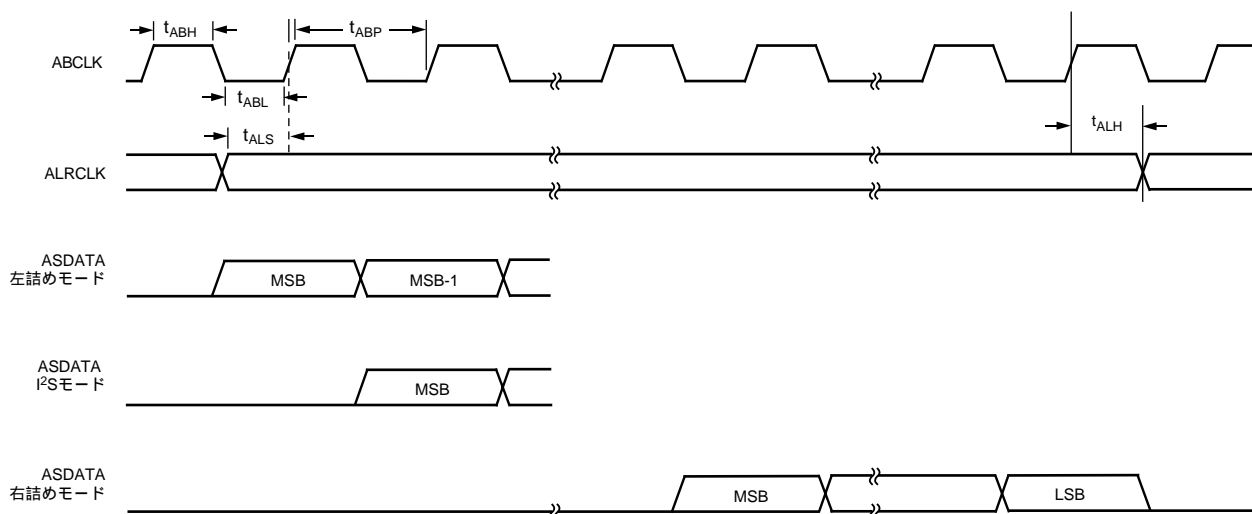 tABH
tABP
ABCLK
tABL
tALS
tALH
ALRCLK
ASDATA
左詰めモード
MSB
MSB-1
ASDATA
I²Sモード
MSB
ASDATA
右詰めモード
MSB
LSB